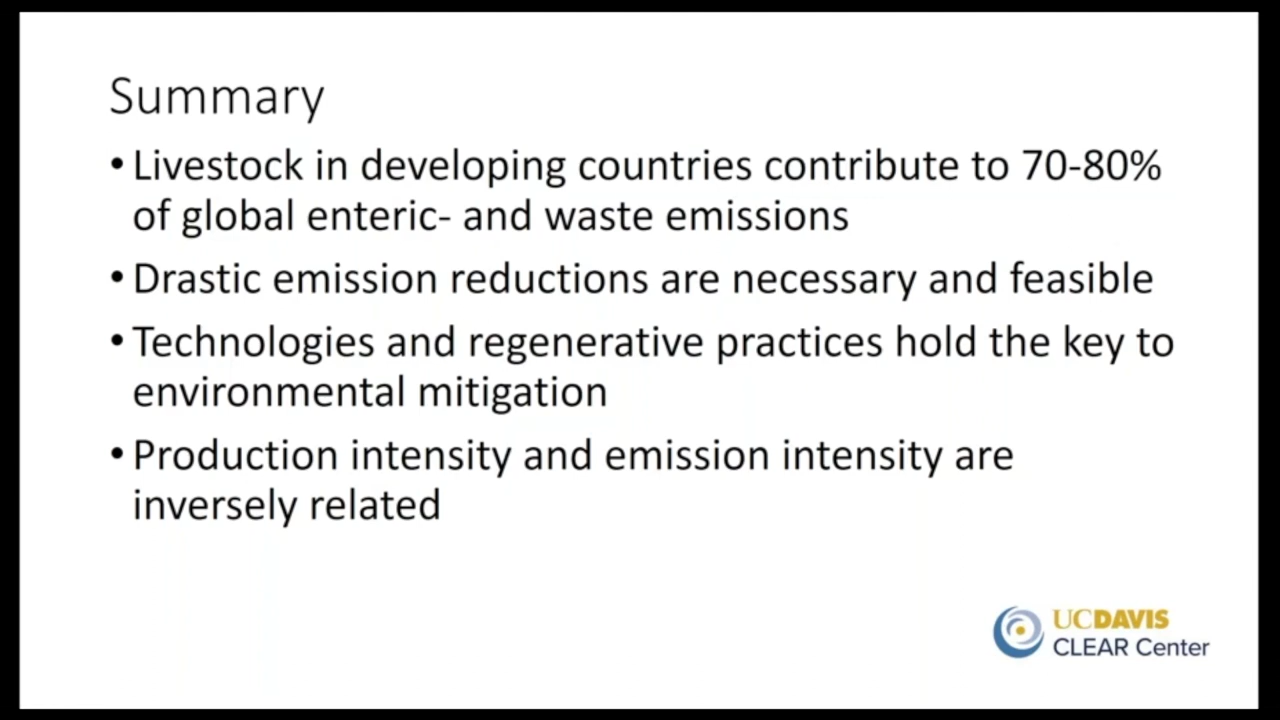 Summary
• Livestock in developing countries contribute to 70-80%
of global enteric- and waste emissions
• Drastic emission reductions are necessary and feasible
• Technologies and regenerative practices hold the key to
environmental mitigation
• Production intensity and emission intensity are
inversely related
UCDAVIS
CLEAR Center